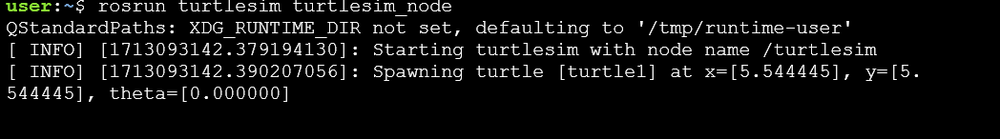 user:~$ rosrun turtlesim turtlesim_node
QStandardPaths: XDG_RUNTIME_DIR not set, defaulting to '/tmp/runtime-user'
[ INFO] [1713093142.379194130]: Starting turtlesim with node name /turtlesim
[ INFO] [1713093142.390207056]: Spawning turtle [turtle1] at x=[5.544445], y=[5.
544445], theta=[0.000000]